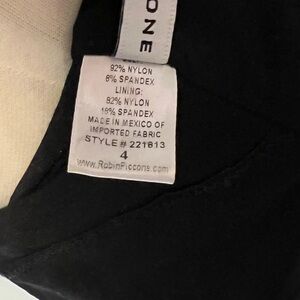 ONE
92% NYLON
8% SPANDEX
LINING:
82% NYLON
18% SPANDEX
MADE IN MEXICO OF
IMPORTED FABRIC
STYLE # 221613
4
www.RobinPiccone.com